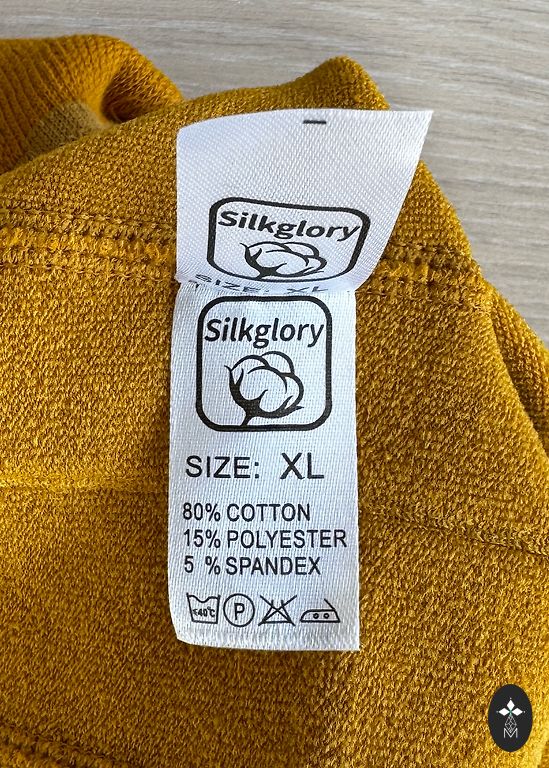 Silkglory
SIZE: XL
Silkglory
SIZE: XL
80% COTTON
15% POLYESTER
5 % SPANDEX
≤40°C P
M